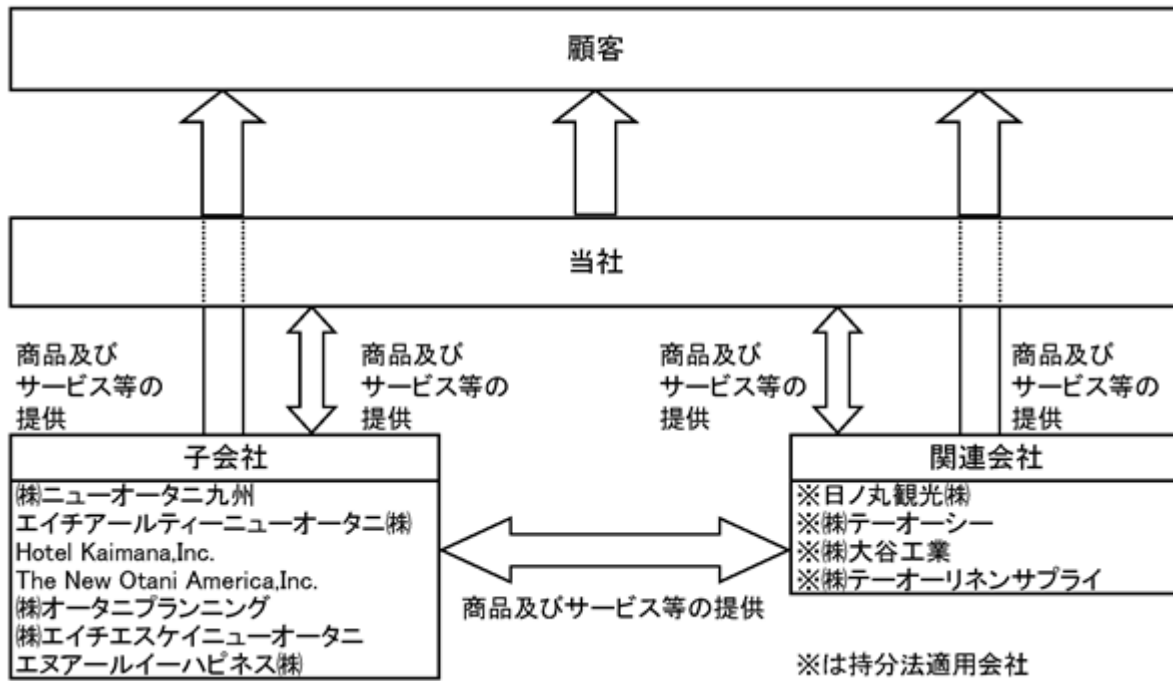 顧客
当社
商品及び
サービス等の
提供
商品及び
サービス等の
提供
商品及び
サービス等の
提供
商品及び
サービス等の
提供
子会社
㈱ニューオータニ九州
エイチアールティーニューオータニ㈱
Hotel Kaimana,Inc.
The New Otani America,Inc.
㈱オータニプランニング
㈱エイチエスケイニューオータニ
エヌアールイーハピネス㈱
商品及びサービス等の提供
関連会社
※日ノ丸観光㈱
※㈱テーオーシー
※㈱大谷工業
※㈱テーオーリネンサプライ
※は持分法適用会社